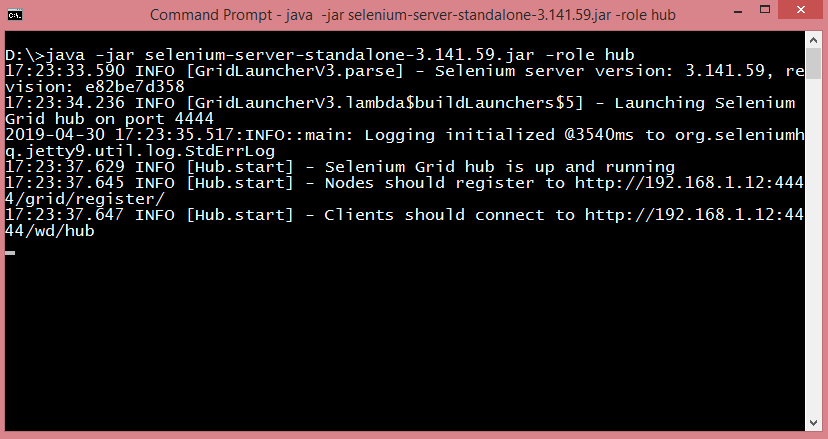 Command Prompt - java  -jar selenium-server-standalone-3.141.59.jar -role hub
D:\>java -jar selenium-server-standalone-3.141.59.jar -role hub
17:23:33.590 INFO [GridLauncherV3.parse] - Selenium server version: 3.141.59, re
vision: e82be7d358
17:23:34.236 INFO [GridLauncherV3.lambda$buildLaunchers$5] - Launching Selenium
Grid hub on port 4444
2019-04-30 17:23:35.517:INFO::main: Logging initialized @3540ms to org.seleniumh
q.jetty9.util.log.StdErrLog
17:23:37.629 INFO [Hub.start] - Selenium Grid hub is up and running
17:23:37.645 INFO [Hub.start] - Nodes should register to http://192.168.1.12:444
4/grid/register/
17:23:37.647 INFO [Hub.start] - Clients should connect to http://192.168.1.12:44
44/wd/hub